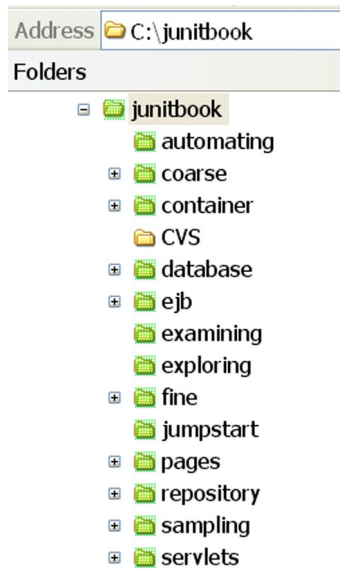 Address C:\junitbook
Folders
junitbook
automating
coarse
container
CVS
database
ejb
examining
exploring
fine
jumpstart
pages
repository
sampling
servlets